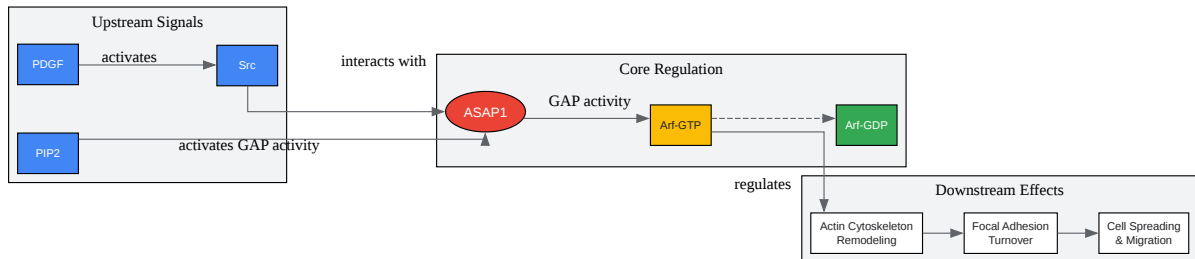 Upstream Signals
PDGF
activates
Src
PIP2
activates GAP activity
interacts with
Core Regulation
ASAP1
GAP activity
Arf-GTP
Arf-GDP
regulates
Downstream Effects
Actin Cytoskeleton
Remodeling
Focal Adhesion
Turnover
Cell Spreading
& Migration